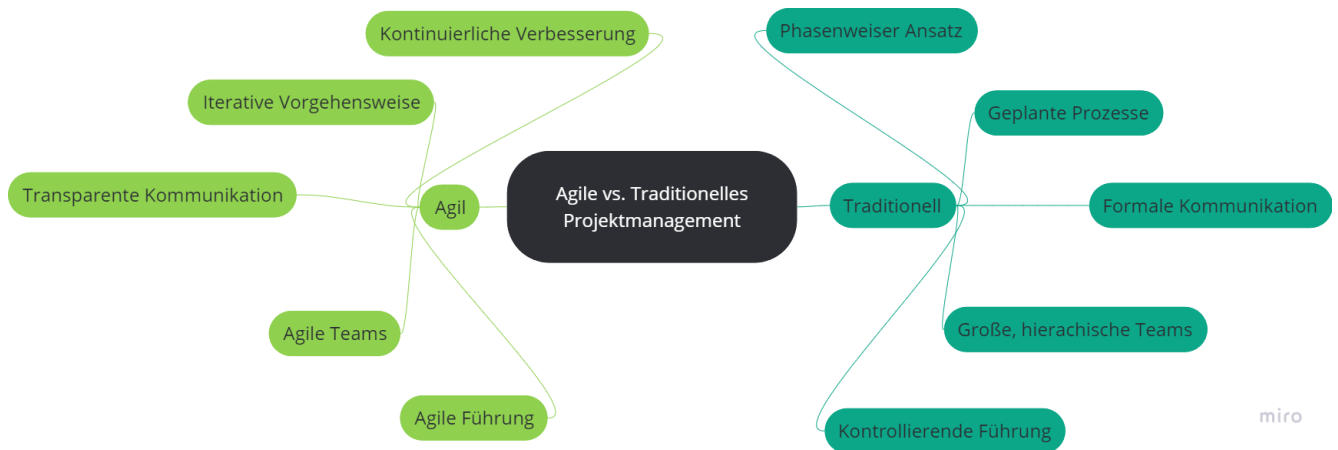 Kontinuierliche Verbesserung
Iterative Vorgehensweise
Transparente Kommunikation
Agil
Agile Teams
Agile Führung
Agile vs. Traditionelles
Projektmanagement
Phasenweiser Ansatz
Geplante Prozesse
Traditionell
Formale Kommunikation
Große, hierachische Teams
Kontrollierende Führung
miro